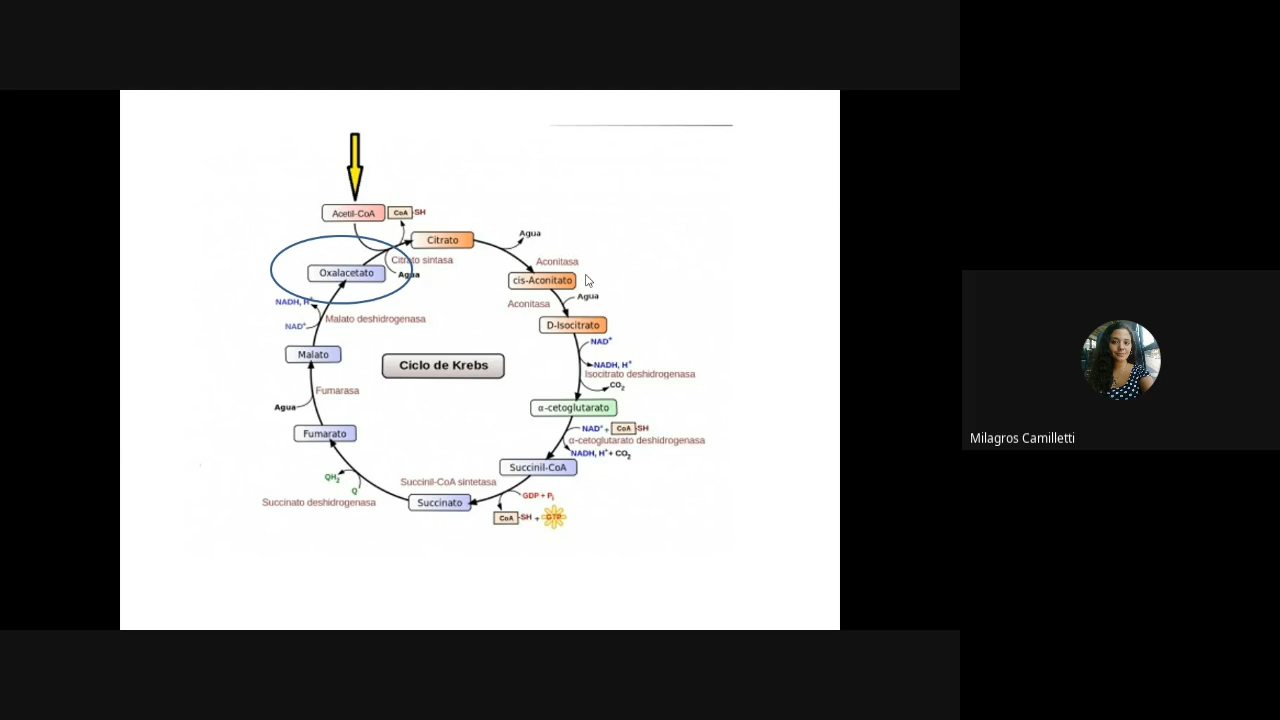 Acetil-CoA
CoA-SH
Citrato
Agua
Citrato sintasa
Agua
Aconitasa
Oxalacetato
cis-Aconitato
Agua
Aconitasa
NADH, H⁺
D-Isocitrato
Malato deshidrogenasa
NAD⁺
NAD⁺
Malato
Ciclo de Krebs
NADH, H⁺
Isocitrato deshidrogenasa
CO₂
Fumarasa
Agua
α-cetoglutarato
NAD⁺ + CoA-SH
α-cetoglutarato deshidrogenasa
NADH, H⁺ + CO₂
Fumarato
Succinil-CoA
QH₂
Q
Succinil-CoA sintetasa
GDP + Pᵢ
Succinato deshidrogenasa
Succinato
CoA-SH + GTP
Milagros Camilletti